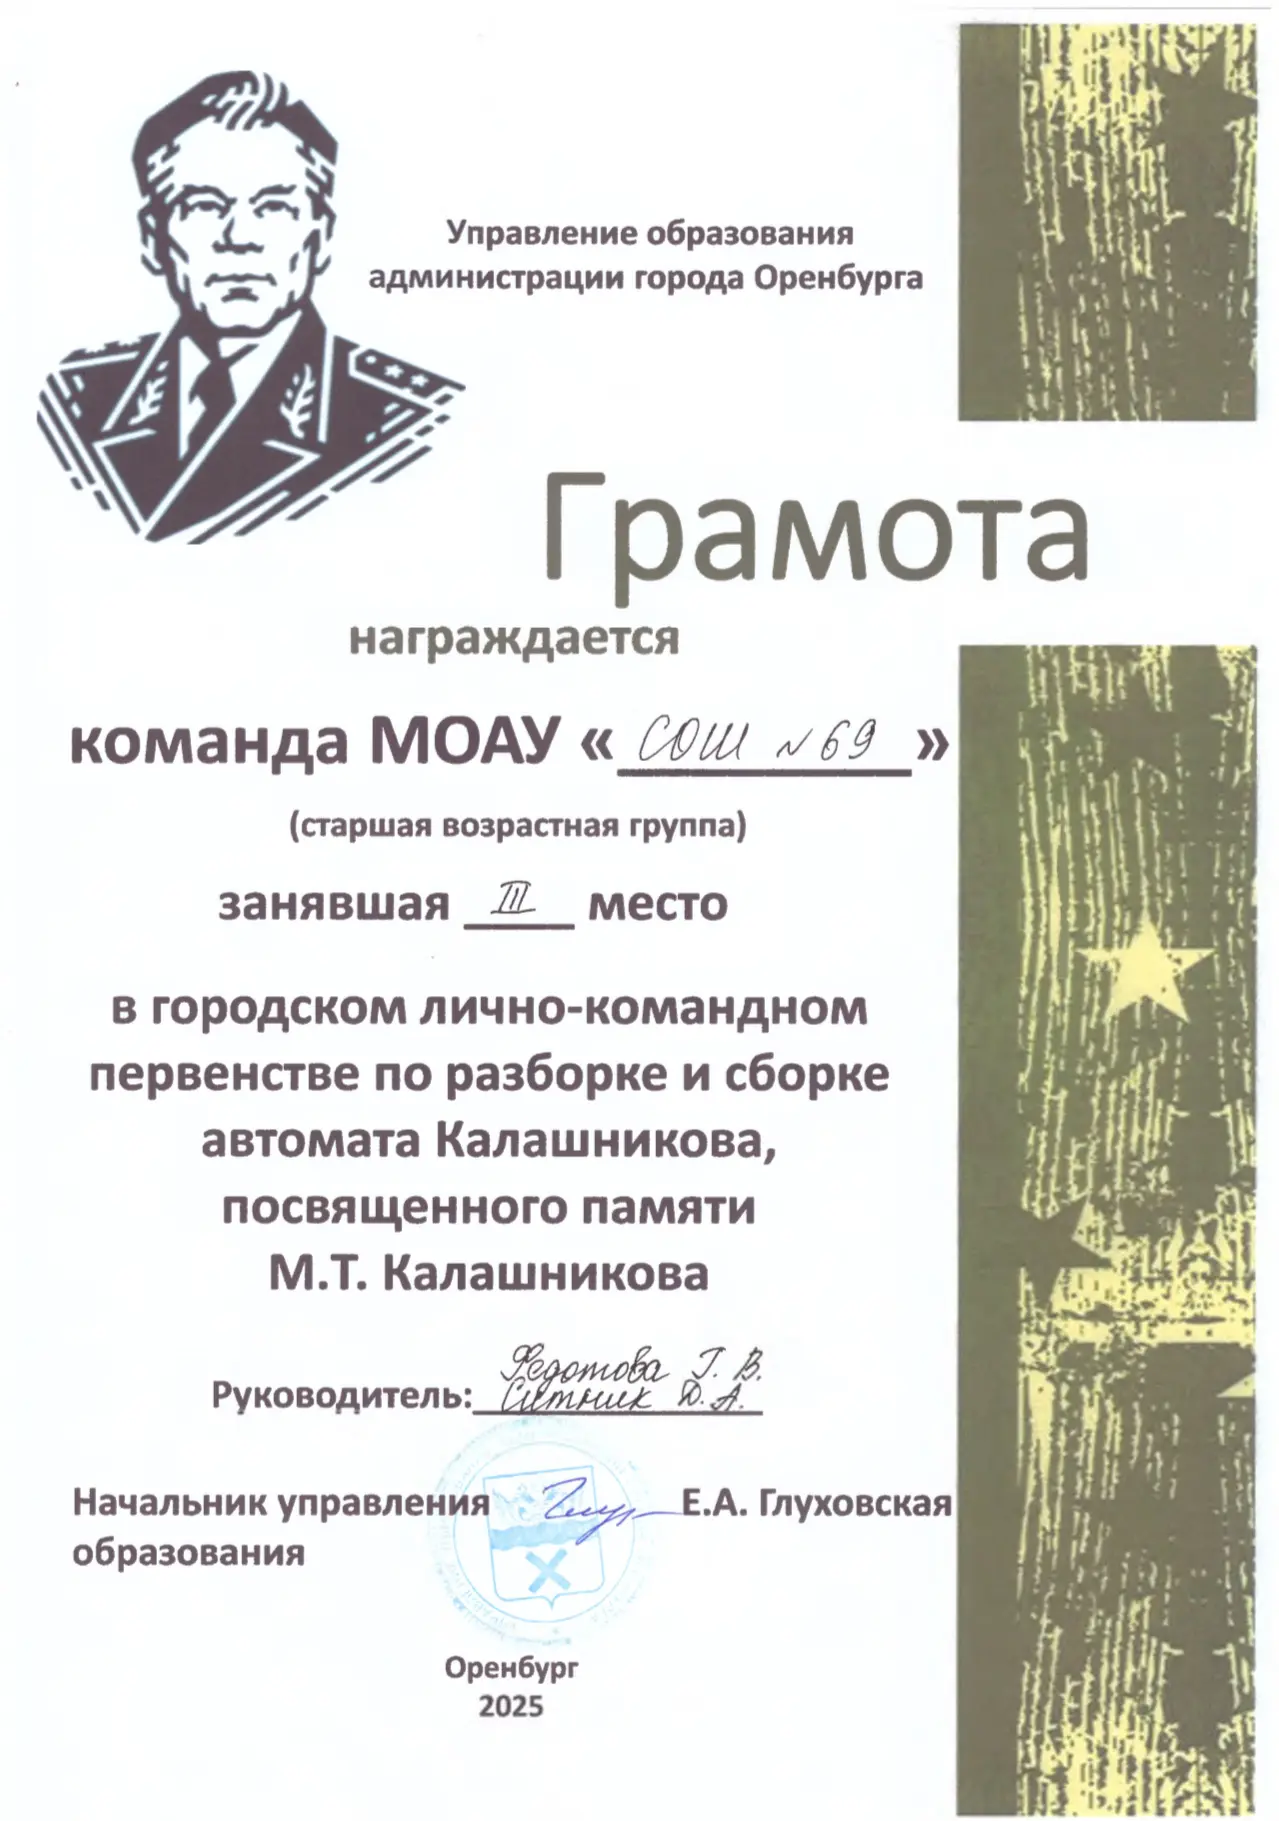 Управление образования
администрации города Оренбурга
Грамота
награждается
команда МОАУ « СОШ №69 »
(старшая возрастная группа)
занявшая III место
в городском лично-командном
первенстве по разборке и сборке
автомата Калашникова,
посвященного памяти
М.Т. Калашникова
Федотова Г. В.
Руководитель: Ситник Д. А.
Начальник управления Е.А. Глуховская
образования
Оренбург
2025